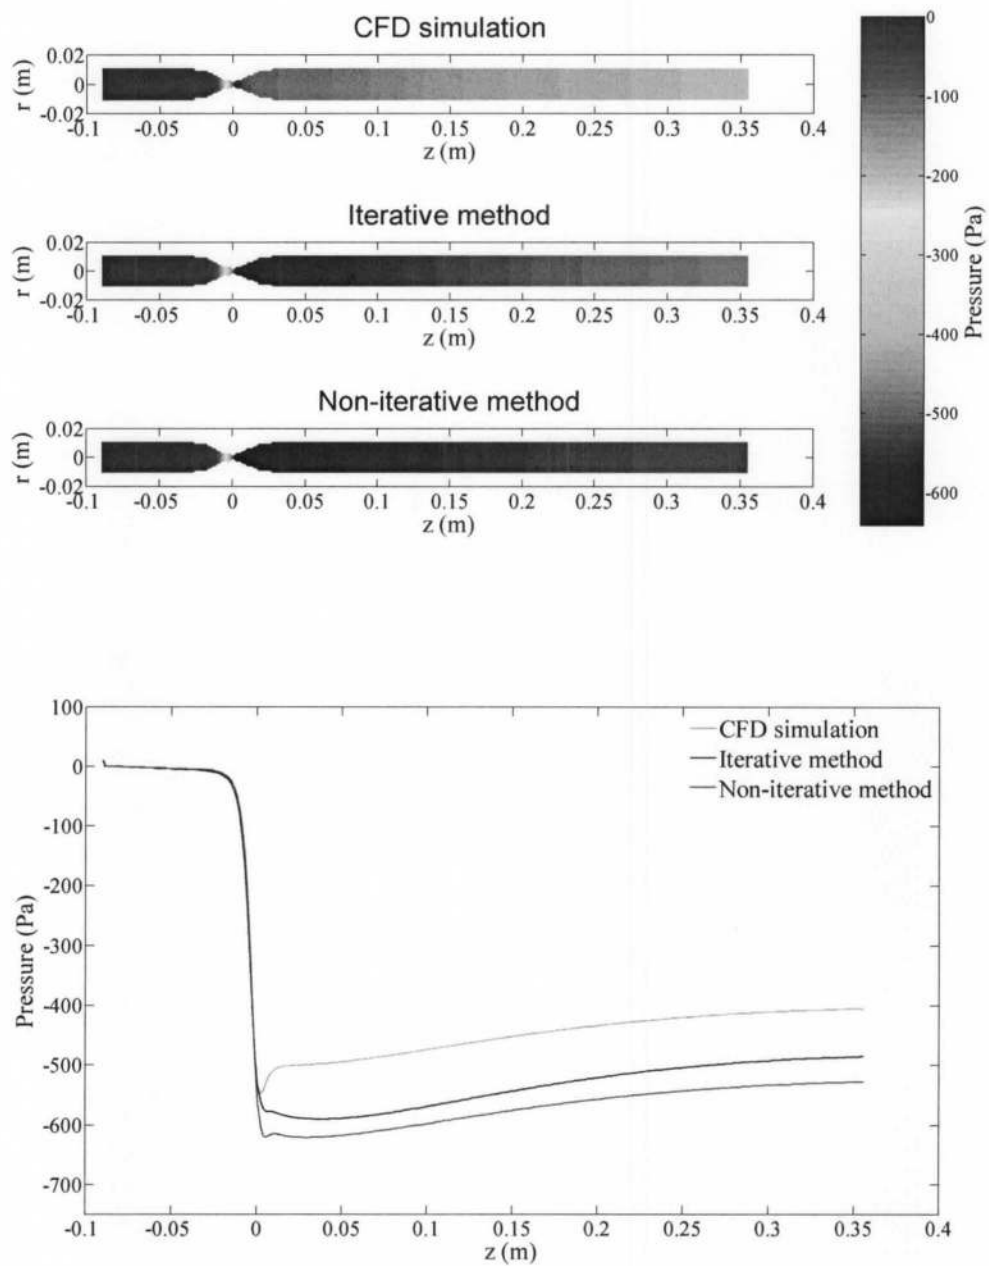 CFD simulation
0.02
0
-0.02
r (m)
-0.1 -0.05 0 0.05 0.1 0.15 0.2 0.25 0.3 0.35 0.4
z (m)
Iterative method
0.02
0
-0.02
r (m)
-0.1 -0.05 0 0.05 0.1 0.15 0.2 0.25 0.3 0.35 0.4
z (m)
Non-iterative method
0.02
0
-0.02
r (m)
-0.1 -0.05 0 0.05 0.1 0.15 0.2 0.25 0.3 0.35 0.4
z (m)
0
-100
-200
-300
-400
-500
-600
Pressure (Pa)
100
0
-100
-200
-300
-400
-500
-600
-700
Pressure (Pa)
CFD simulation
Iterative method
Non-iterative method
-0.1 -0.05 0 0.05 0.1 0.15 0.2 0.25 0.3 0.35 0.4
z (m)